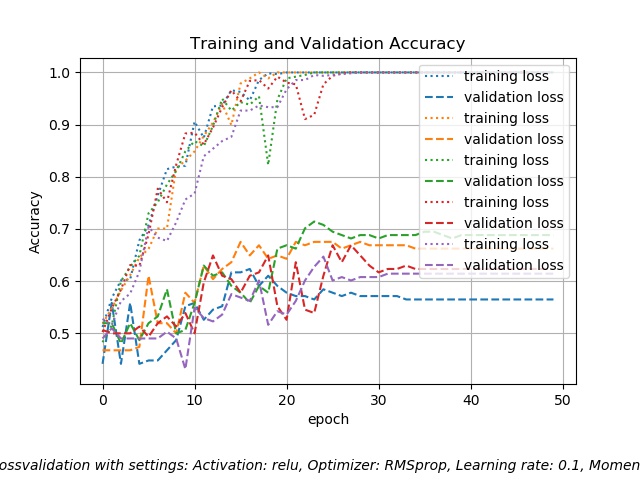 Training and Validation Accuracy
1.0
0.9
0.8
0.7
0.6
0.5
Accuracy
training loss
validation loss
training loss
validation loss
training loss
validation loss
training loss
validation loss
training loss
validation loss
0 10 20 30 40 50
epoch
ossvalidation with settings: Activation: relu, Optimizer: RMSprop, Learning rate: 0.1, Momen